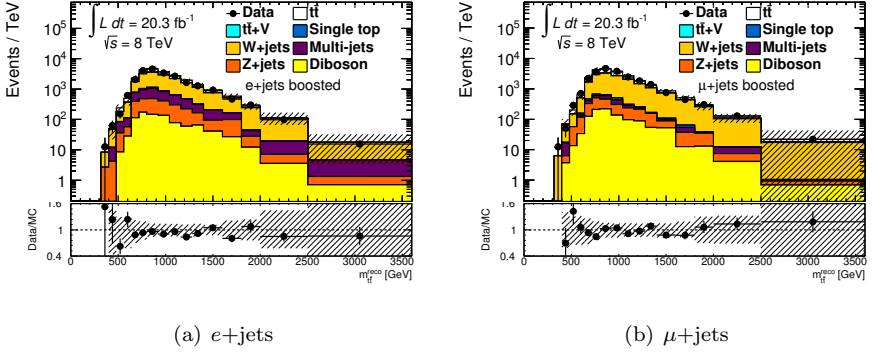 Events / TeV
10⁵
10⁴
10³
10²
10
1
∫ L dt = 20.3 fb⁻¹
√s = 8 TeV
Data
tt̄
tt̄+V
Single top
W+jets
Multi-jets
Z+jets
Diboson
e+jets boosted
Data/MC
1.6
1
0.4
0 500 1000 1500 2000 2500 3000 3500
m_tt̄^reco [GeV]
(a) e+jets
Events / TeV
10⁵
10⁴
10³
10²
10
1
∫ L dt = 20.3 fb⁻¹
√s = 8 TeV
Data
tt̄
tt̄+V
Single top
W+jets
Multi-jets
Z+jets
Diboson
μ+jets boosted
Data/MC
1.6
1
0.4
0 500 1000 1500 2000 2500 3000 3500
m_tt̄^reco [GeV]
(b) μ+jets